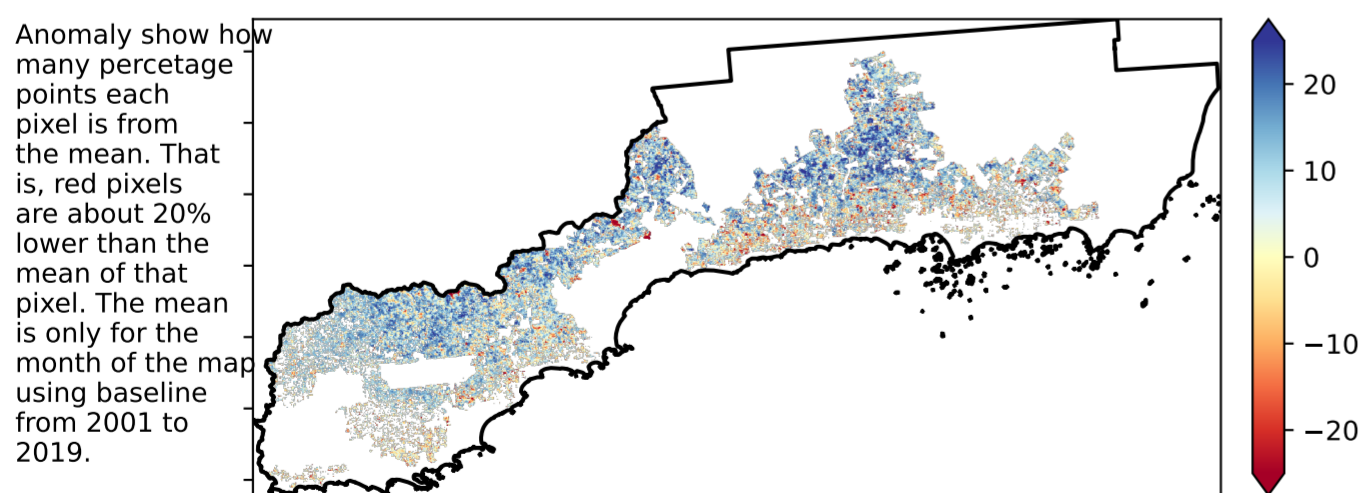 Anomaly show how
many percetage
points each
pixel is from
the mean. That
is, red pixels
are about 20%
lower than the
mean of that
pixel. The mean
is only for the
month of the map
using baseline
from 2001 to
2019.
20
10
0
−10
−20